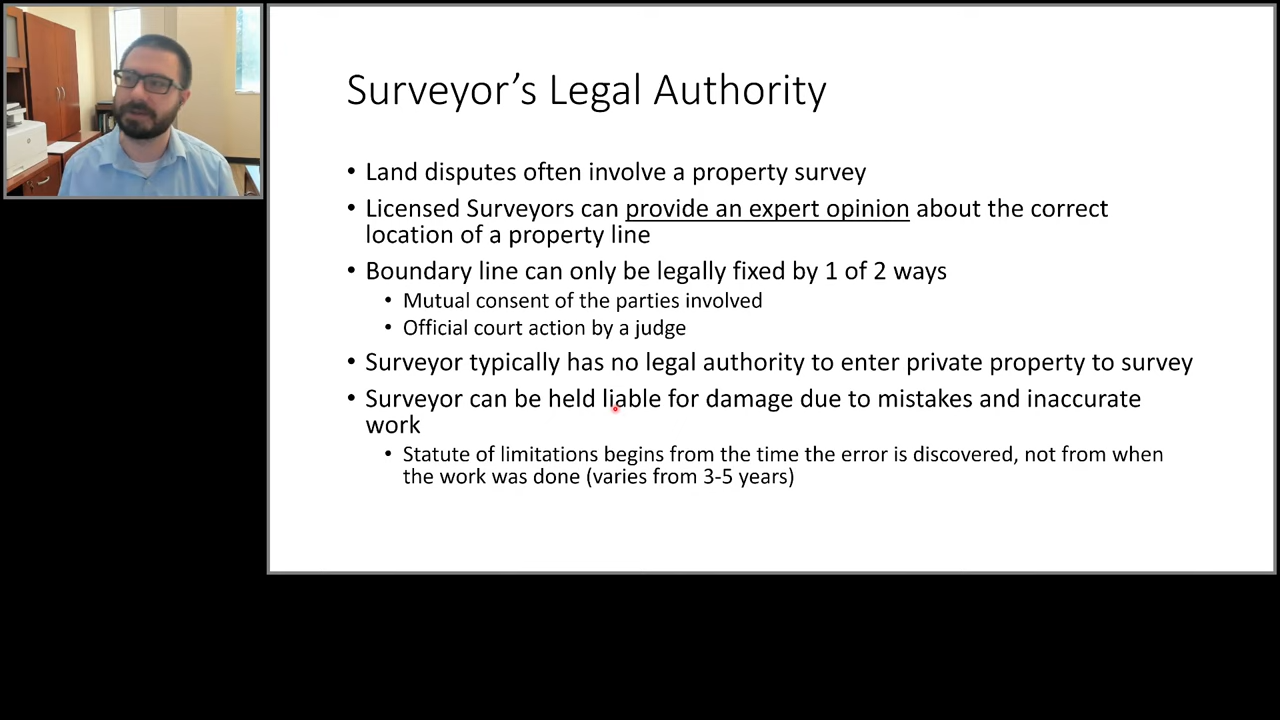 Surveyor’s Legal Authority
• Land disputes often involve a property survey
• Licensed Surveyors can provide an expert opinion about the correct
location of a property line
• Boundary line can only be legally fixed by 1 of 2 ways
• Mutual consent of the parties involved
• Official court action by a judge
• Surveyor typically has no legal authority to enter private property to survey
• Surveyor can be held liable for damage due to mistakes and inaccurate
work
• Statute of limitations begins from the time the error is discovered, not from when
the work was done (varies from 3-5 years)